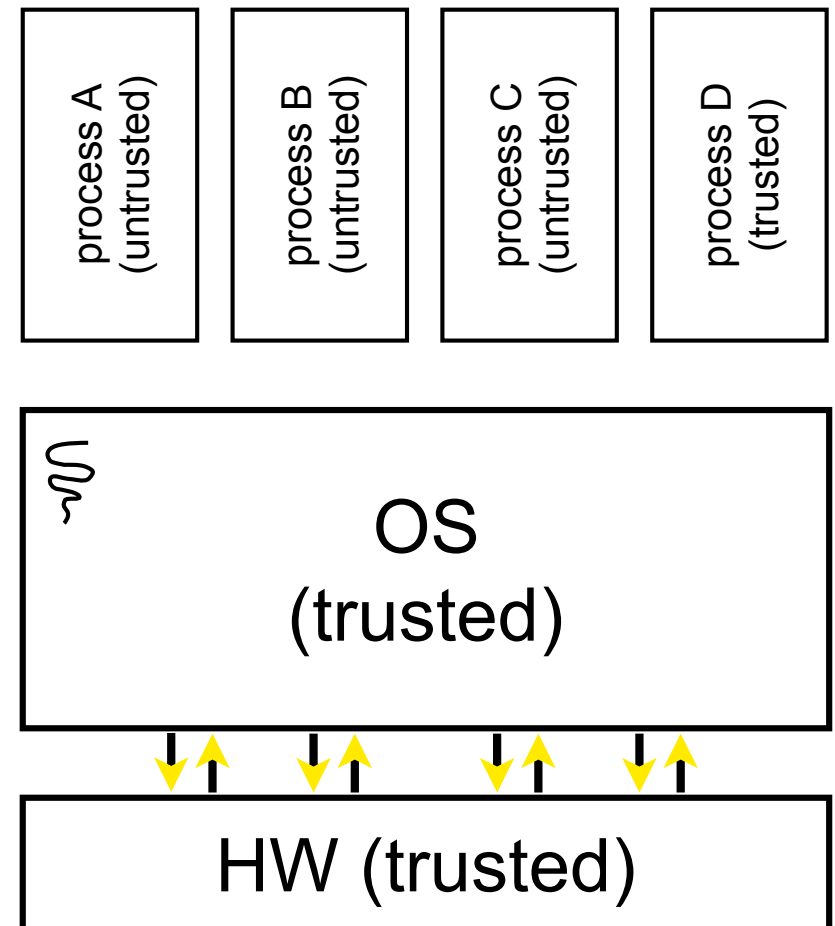 process A
(untrusted)
process B
(untrusted)
process C
(untrusted)
process D
(trusted)
OS
(trusted)
HW (trusted)